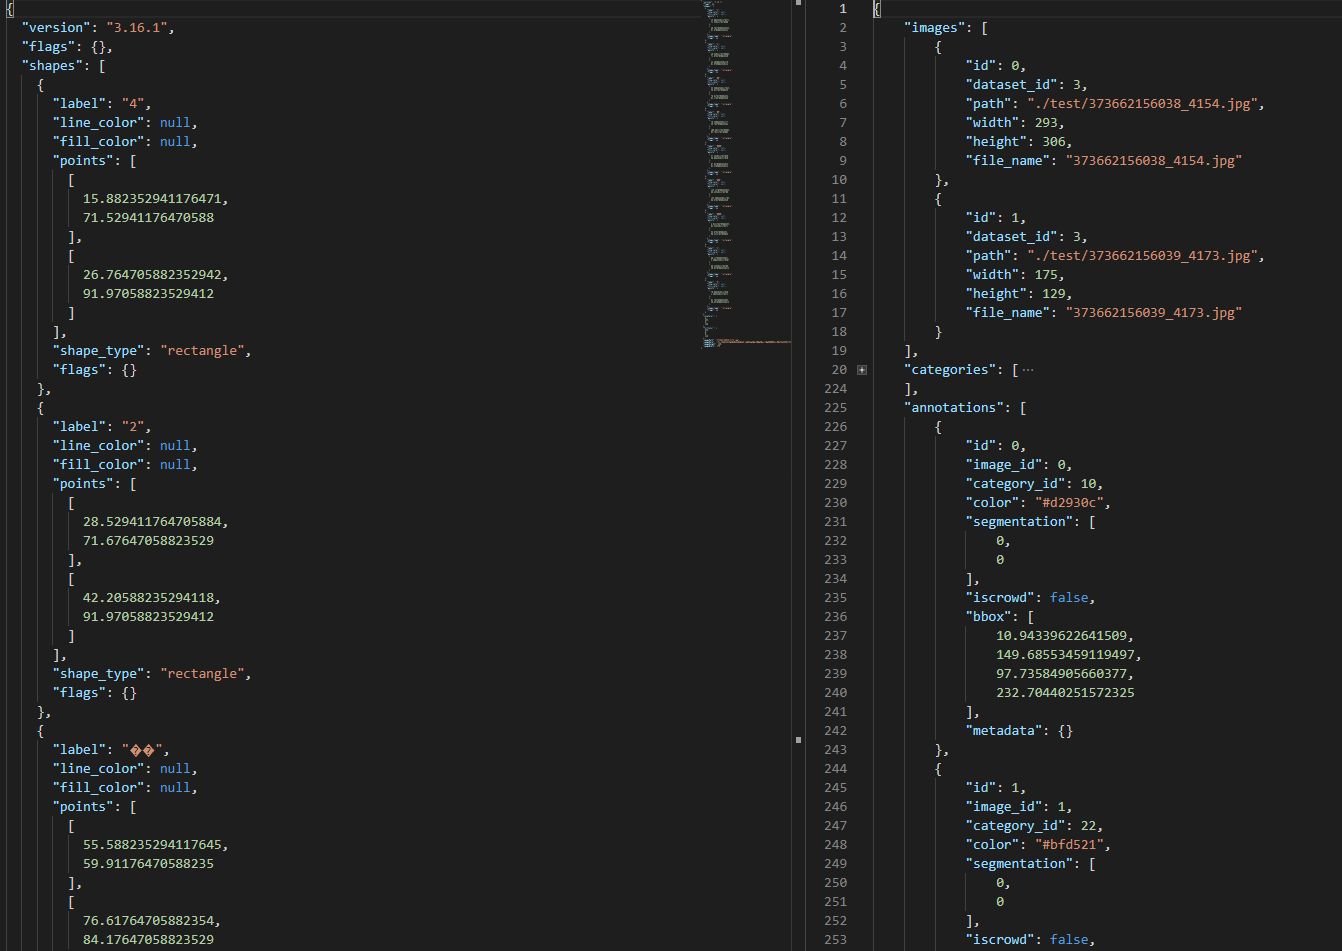 {
"version": "3.16.1",
"flags": {},
"shapes": [
{
"label": "4",
"line_color": null,
"fill_color": null,
"points": [
[
15.882352941176471,
71.52941176470588
],
[
26.764705882352942,
91.97058823529412
]
],
"shape_type": "rectangle",
"flags": {}
},
{
"label": "2",
"line_color": null,
"fill_color": null,
"points": [
[
28.529411764705884,
71.67647058823529
],
[
42.20588235294118,
91.97058823529412
]
],
"shape_type": "rectangle",
"flags": {}
},
{
"label": "��",
"line_color": null,
"fill_color": null,
"points": [
[
55.588235294117645,
59.91176470588235
],
[
76.61764705882354,
84.17647058823529
1 {
2 "images": [
3 {
4 "id": 0,
5 "dataset_id": 3,
6 "path": "./test/373662156038_4154.jpg",
7 "width": 293,
8 "height": 306,
9 "file_name": "373662156038_4154.jpg"
10 },
11 {
12 "id": 1,
13 "dataset_id": 3,
14 "path": "./test/373662156039_4173.jpg",
15 "width": 175,
16 "height": 129,
17 "file_name": "373662156039_4173.jpg"
18 }
19 ],
20 "categories": [ ···
224 ],
225 "annotations": [
226 {
227 "id": 0,
228 "image_id": 0,
229 "category_id": 10,
230 "color": "#d2930c",
231 "segmentation": [
232 0,
233 0
234 ],
235 "iscrowd": false,
236 "bbox": [
237 10.94339622641509,
238 149.68553459119497,
239 97.73584905660377,
240 232.70440251572325
241 ],
242 "metadata": {}
243 },
244 {
245 "id": 1,
246 "image_id": 1,
247 "category_id": 22,
248 "color": "#bfd521",
249 "segmentation": [
250 0,
251 0
252 ],
253 "iscrowd": false,